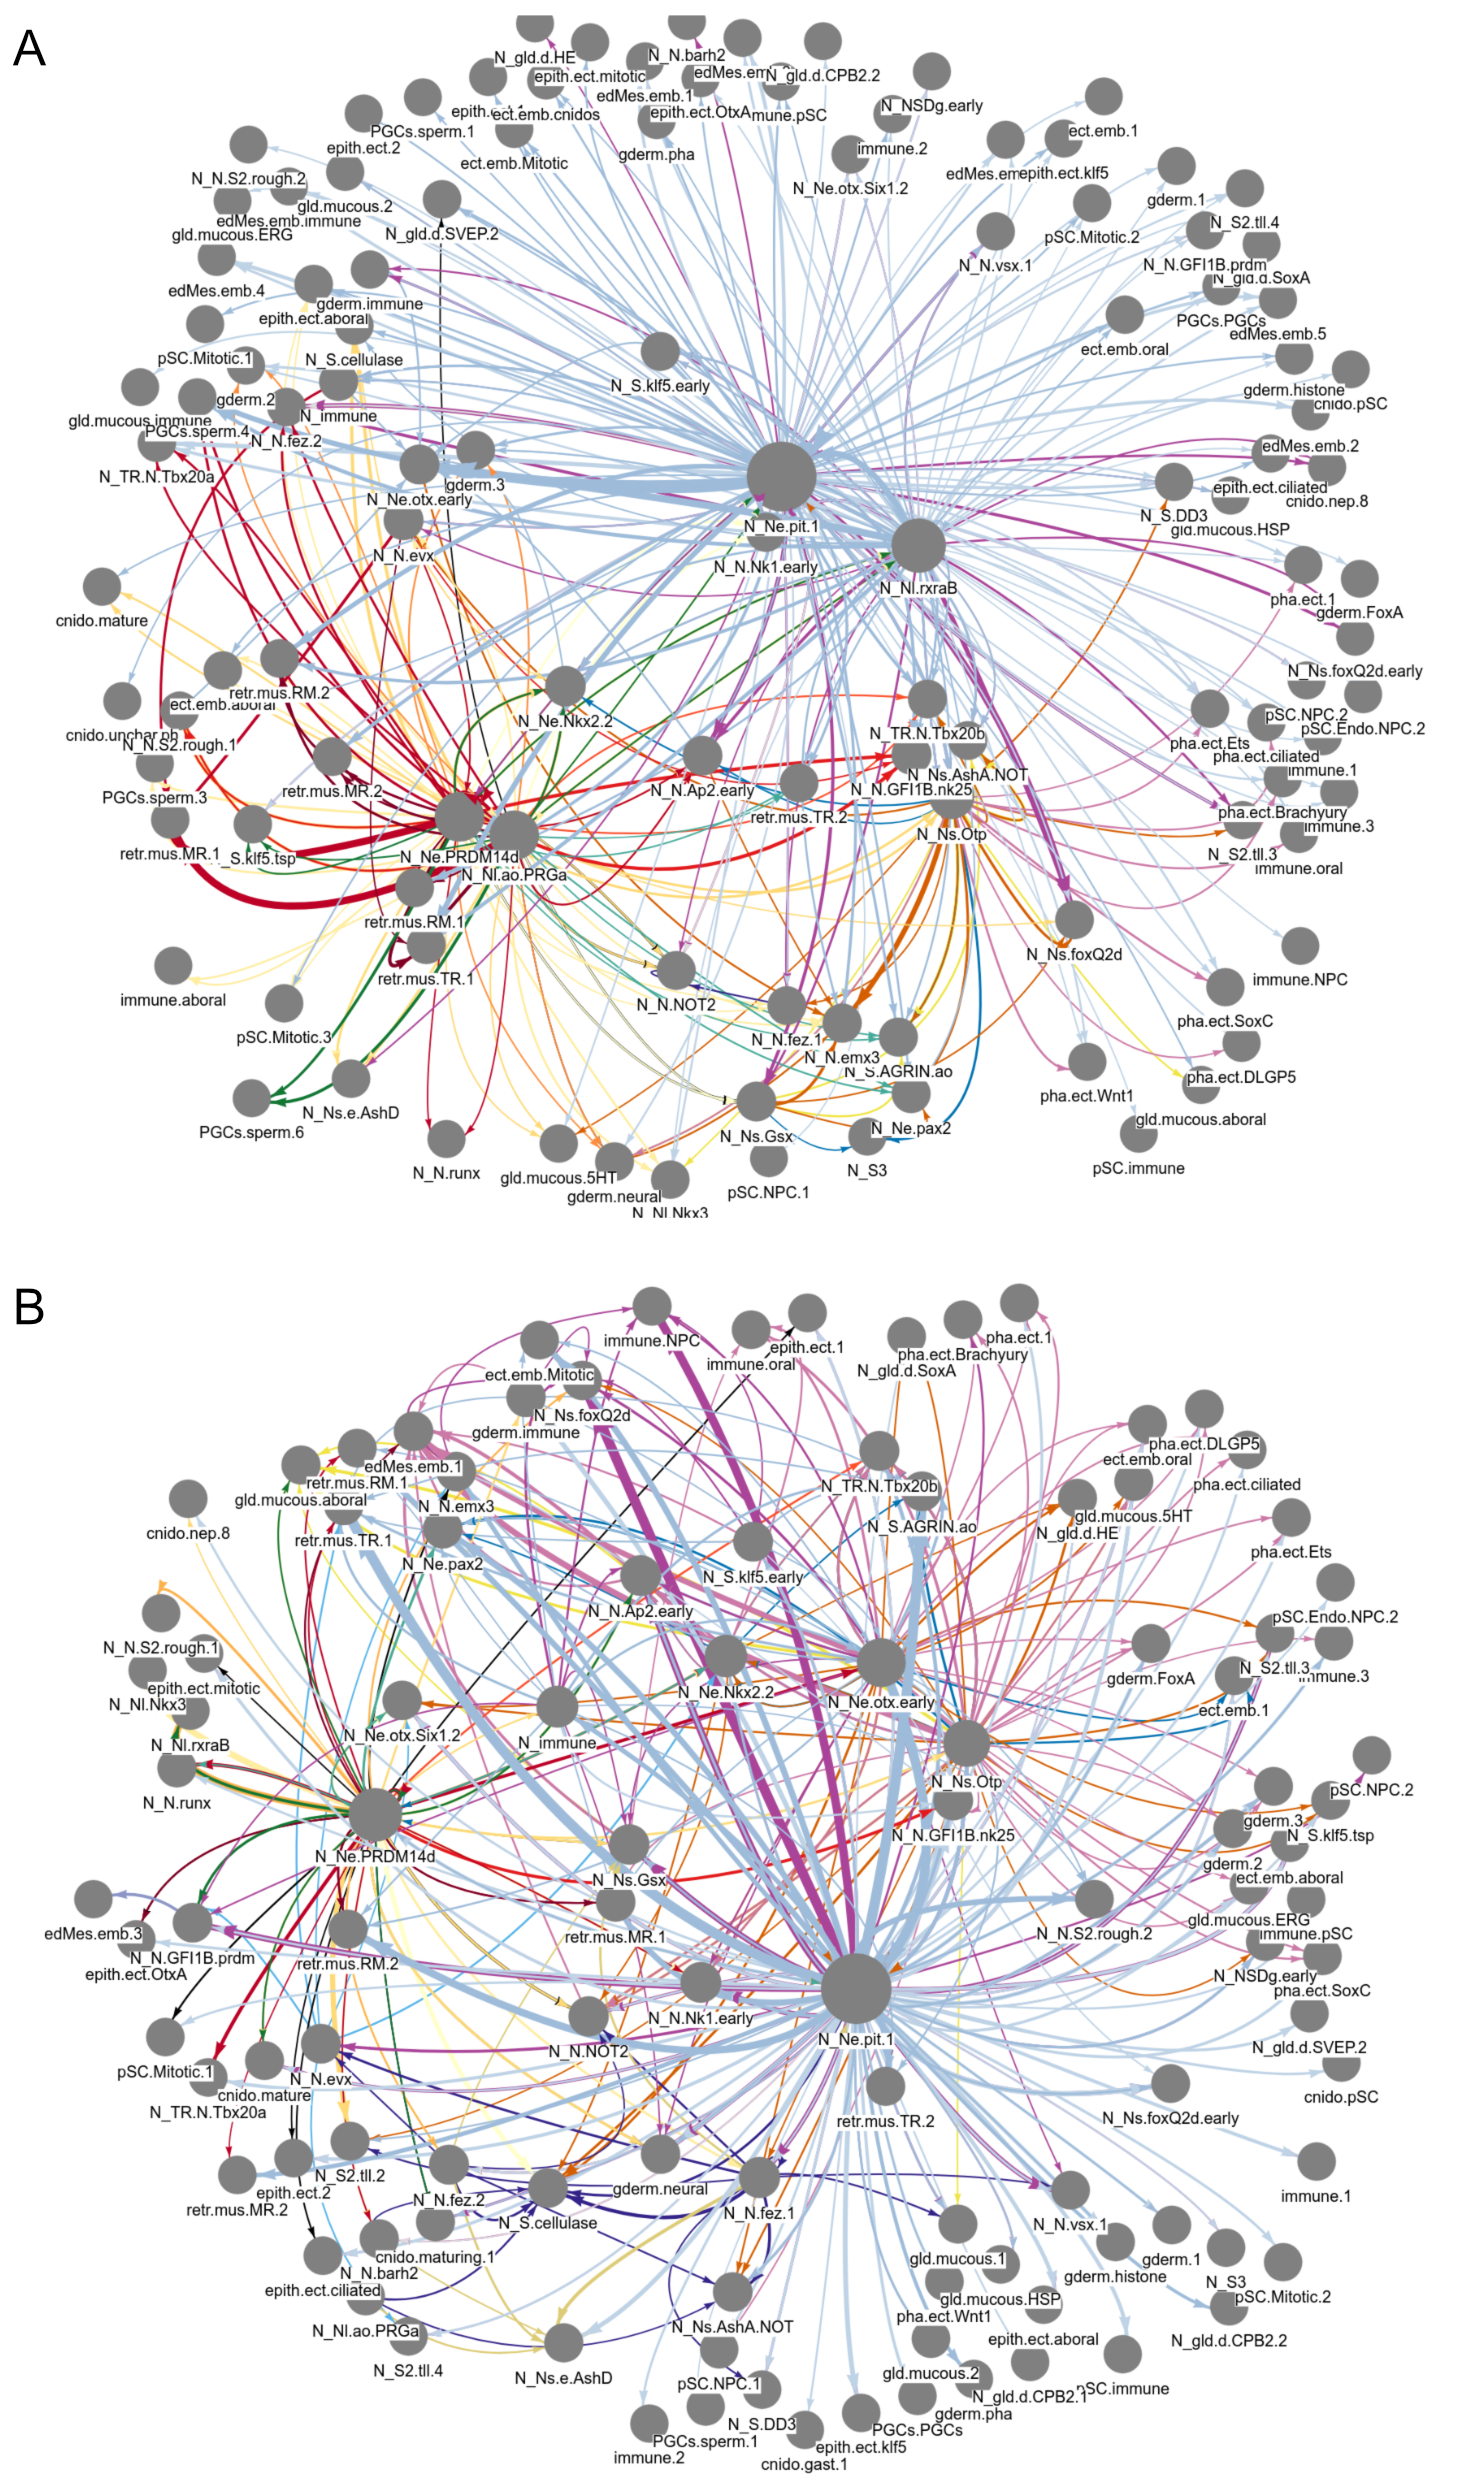 A
N_gld.d.HE
N_N.barh2
epith.ect.mitotic
N_gld.d.CPB2.2
edMes.emb.1
N_NSDg.early
ect.emb.cnidos
epith.ect.OtxA
mune.pSC
PGCs.sperm.1
ect.emb.1
epith.ect.2
immune.2
ect.emb.Mitotic
gderm.pha
epith.ect.klf5
N_N.S2.rough.2
N_Ne.otx.Six1.2
gderm.1
gld.mucous.2
edMes.emb.immune
N_S2.tll.4
gld.mucous.ERG
N_gld.d.SVEP.2
pSC.Mitotic.2
N_N.vsx.1
N_N.GFI1B.prdm
N_gld.d.SoxA
edMes.emb.4
gderm.immune
epith.ect.aboral
PGCs.PGCs
edMes.emb.5
pSC.Mitotic.1
N_S.cellulase
ect.emb.oral
N_S.klf5.early
gderm.histone
gderm.2
cnido.pSC
gld.mucous.immune
N_immune
PGCs.sperm.4
N_N.fez.2
edMes.emb.2
N_TR.N.Tbx20a
gderm.3
epith.ect.ciliated
N_Ne.otx.early
cnido.nep.8
N_S.DD3
N_Ne.pit.1
gld.mucous.HSP
N_N.evx
N_N.Nk1.early
N_Nl.rxraB
pha.ect.1
gderm.FoxA
cnido.mature
N_Ns.foxQ2d.early
retr.mus.RM.2
ect.emb.aboral
pSC.NPC.2
N_Ne.Nkx2.2
pSC.Endo.NPC.2
N_TR.N.Tbx20b
N_N.S2.rough.1
pha.ect.Ets
pha.ect.ciliated
immune.1
N_Ns.AshA.NOT
retr.mus.MR.2
N_N.Ap2.early
N_N.GFI1B.nk25
PGCs.sperm.3
pha.ect.Brachyury
retr.mus.TR.2
immune.3
N_Ns.Otp
retr.mus.MR.1
_S.klf5.tsp
N_Ne.PRDM14d
N_S2.tll.3
immune.oral
N_Nl.ao.PRGa
retr.mus.RM.1
N_Ns.foxQ2d
retr.mus.TR.1
immune.NPC
immune.aboral
N_N.NOT2
pha.ect.SoxC
pSC.Mitotic.3
N_N.fez.1
N_N.emx3
N_S.AGRIN.ao
pha.ect.DLGP5
pha.ect.Wnt1
N_Ns.e.AshD
gld.mucous.aboral
PGCs.sperm.6
N_Ne.pax2
N_Ns.Gsx
N_N.runx
N_S3
pSC.immune
gld.mucous.5HT
pSC.NPC.1
gderm.neural
N_Nl.Nkx3
B
immune.NPC
pha.ect.1
epith.ect.1
pha.ect.Brachyury
immune.oral
N_gld.d.SoxA
ect.emb.Mitotic
N_Ns.foxQ2d
gderm.immune
pha.ect.DLGP5
ect.emb.oral
edMes.emb.1
retr.mus.RM.1
pha.ect.ciliated
N_TR.N.Tbx20b
gld.mucous.aboral
N_N.emx3
gld.mucous.5HT
cnido.nep.8
N_S.AGRIN.ao
N_gld.d.HE
retr.mus.TR.1
pha.ect.Ets
N_Ne.pax2
N_S.klf5.early
N_N.Ap2.early
pSC.Endo.NPC.2
N_N.S2.rough.1
N_S2.tll.3
immune.3
gderm.FoxA
epith.ect.mitotic
N_Ne.Nkx2.2
N_Ne.otx.early
N_Nl.Nkx3
ect.emb.1
N_Ne.otx.Six1.2
N_immune
N_Nl.rxraB
N_Ns.Otp
pSC.NPC.2
N_N.runx
gderm.3
N_N.GFI1B.nk25
N_S.klf5.tsp
N_Ne.PRDM14d
gderm.2
N_Ns.Gsx
ect.emb.aboral
gld.mucous.ERG
edMes.emb.3
immune.pSC
retr.mus.MR.1
N_N.S2.rough.2
N_N.GFI1B.prdm
retr.mus.RM.2
epith.ect.OtxA
N_NSDg.early
pha.ect.SoxC
N_N.Nk1.early
N_Ne.pit.1
N_N.NOT2
N_gld.d.SVEP.2
pSC.Mitotic.1
N_N.evx
cnido.mature
cnido.pSC
N_TR.N.Tbx20a
retr.mus.TR.2
N_Ns.foxQ2d.early
N_S2.tll.2
gderm.neural
epith.ect.2
immune.1
N_N.fez.2
retr.mus.MR.2
N_N.fez.1
N_S.cellulase
N_N.vsx.1
cnido.maturing.1
gld.mucous.1
gderm.1
N_N.barh2
gderm.histone
N_S3
epith.ect.ciliated
pSC.Mitotic.2
gld.mucous.HSP
pha.ect.Wnt1
N_Ns.AshA.NOT
N_Nl.ao.PRGa
epith.ect.aboral
N_gld.d.CPB2.2
N_S2.tll.4
gld.mucous.2
N_Ns.e.AshD
pSC.NPC.1
pSC.immune
N_gld.d.CPB2.1
gderm.pha
N_S.DD3
PGCs.PGCs
PGCs.sperm.1
epith.ect.klf5
immune.2
cnido.gast.1